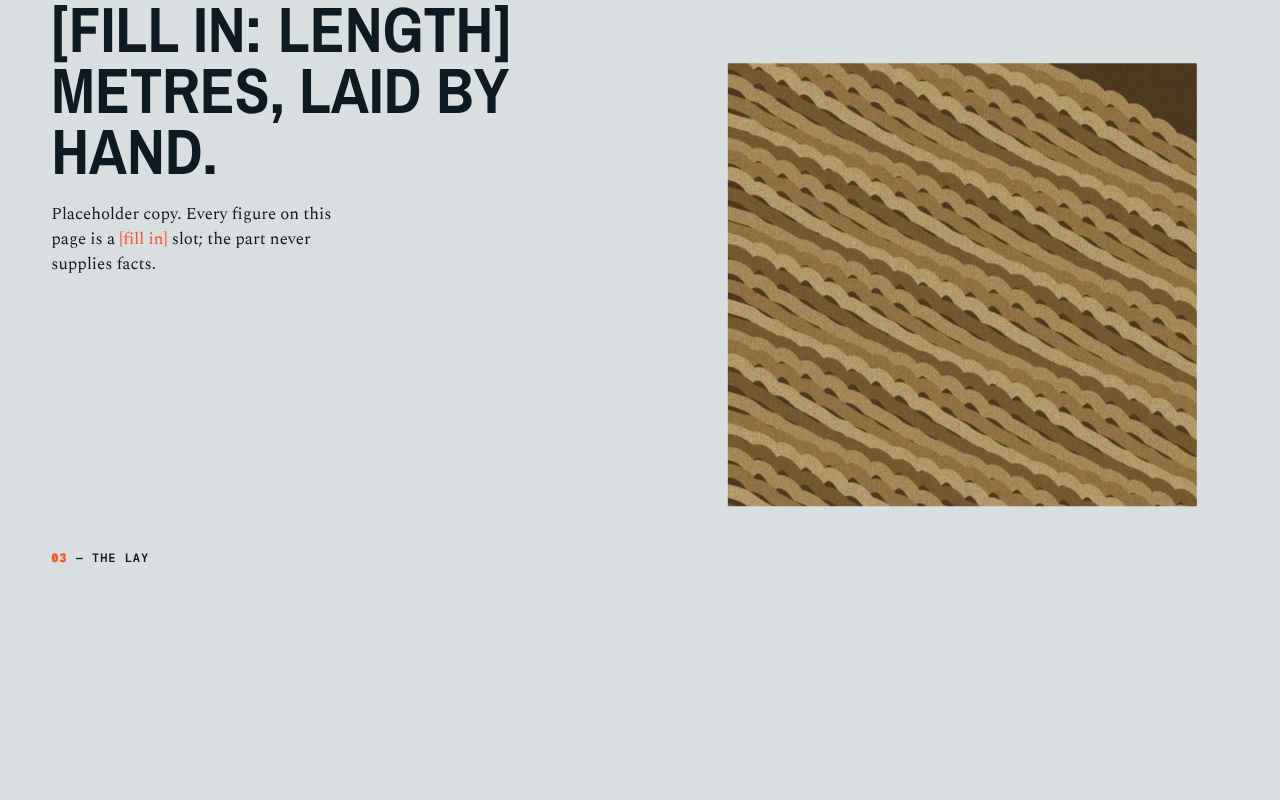 [FILL IN: LENGTH]
METRES, LAID BY
HAND.
Placeholder copy. Every figure on this
page is a [fill in] slot; the part never
supplies facts.
03 — THE LAY